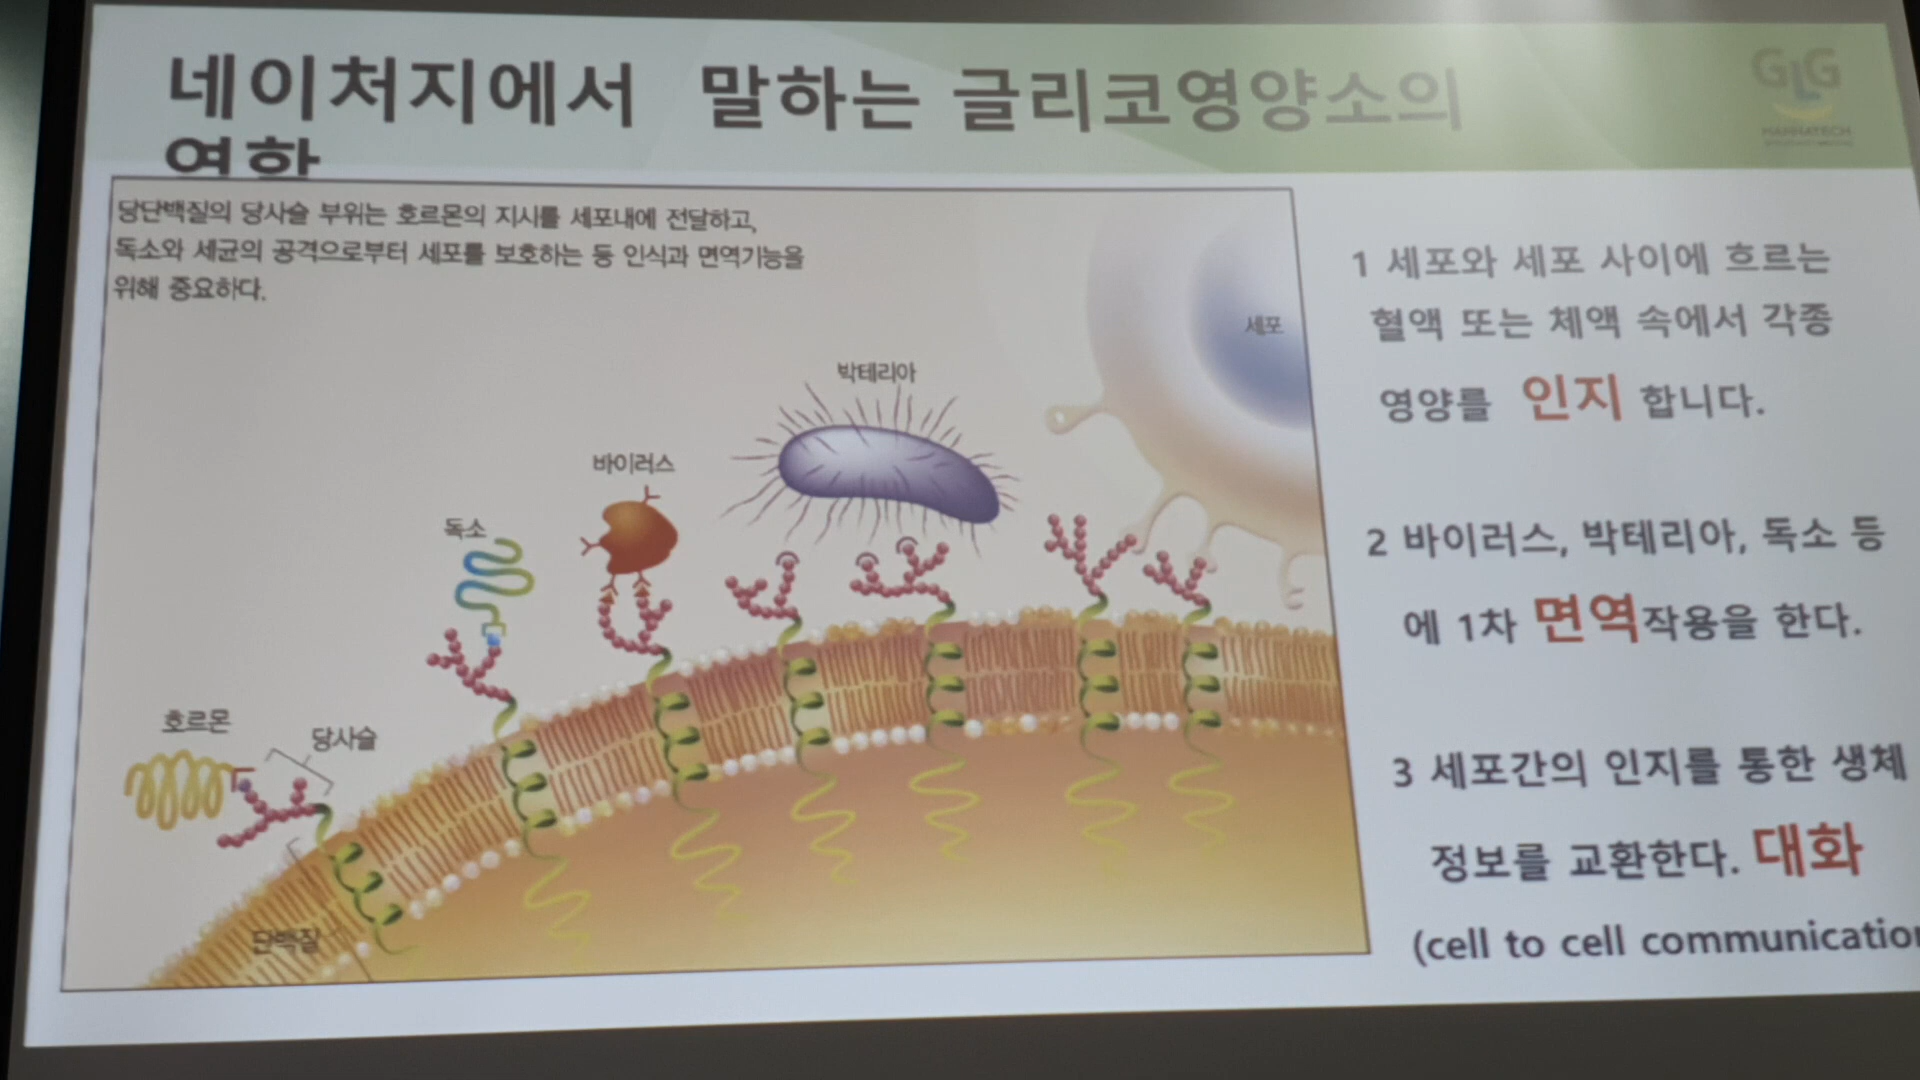 네이처지에서 말하는 글리코영양소의
역할
GLG
MANNATECH
당단백질의 당사슬 부위는 호르몬의 지시를 세포내에 전달하고,
독소와 세균의 공격으로부터 세포를 보호하는 등 인식과 면역기능을
위해 중요하다.
세포
박테리아
바이러스
독소
호르몬
당사슬
단백질
1 세포와 세포 사이에 흐르는
혈액 또는 체액 속에서 각종
영양를 인지 합니다.
2 바이러스, 박테리아, 독소 등
에 1차 면역작용을 한다.
3 세포간의 인지를 통한 생체
정보를 교환한다. 대화
(cell to cell communication